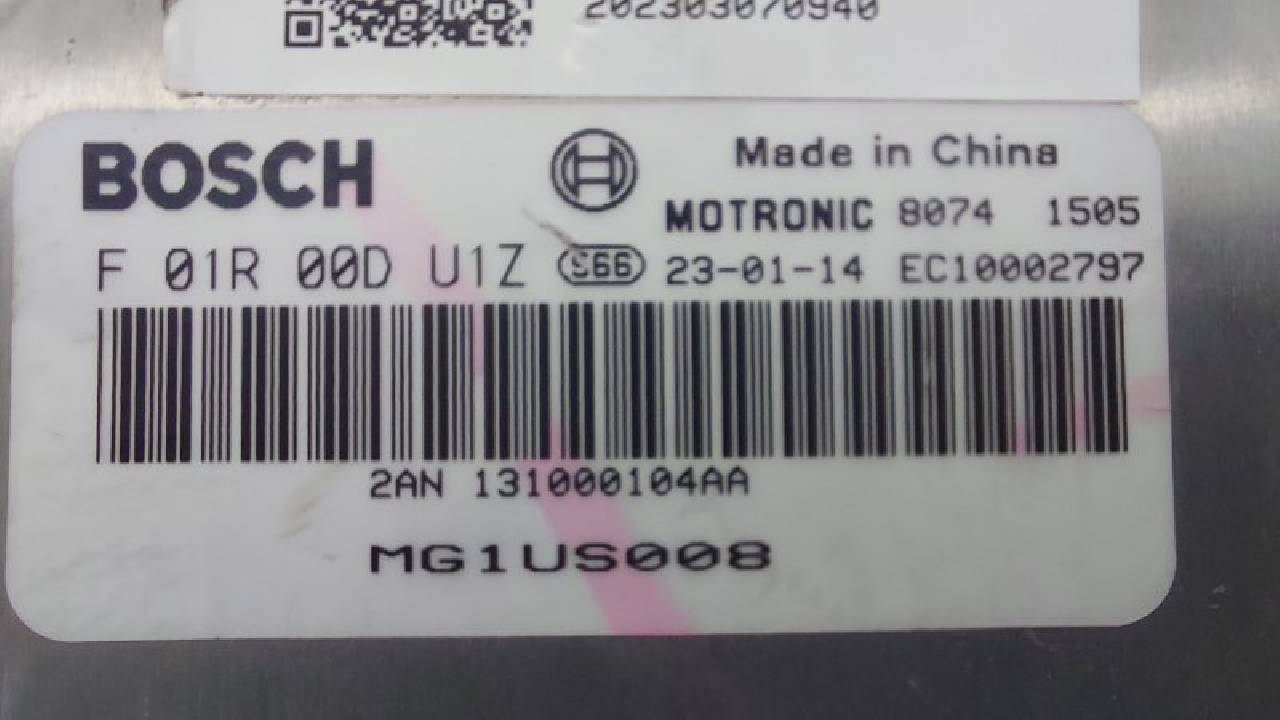 202303070940
BOSCH
Made in China
MOTRONIC 8074 1505
F 01R 00D U1Z S66 23-01-14 EC10002797
2AN 131000104AA
MG1US008